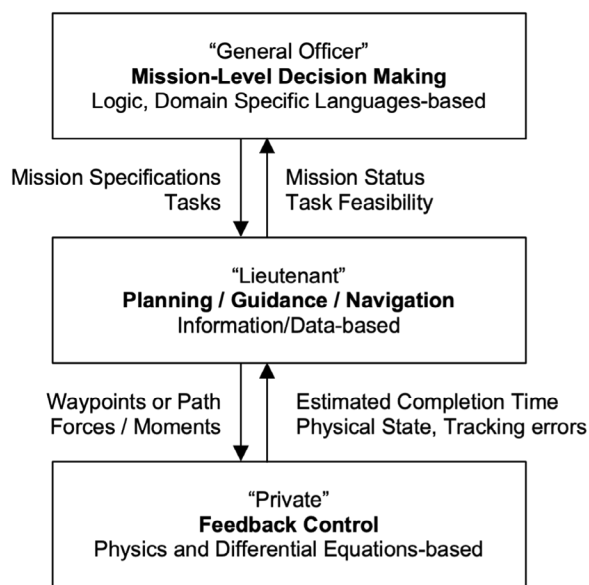 “General Officer”
Mission-Level Decision Making
Logic, Domain Specific Languages-based
Mission Specifications
Tasks
Mission Status
Task Feasibility
“Lieutenant”
Planning / Guidance / Navigation
Information/Data-based
Waypoints or Path
Forces / Moments
Estimated Completion Time
Physical State, Tracking errors
“Private”
Feedback Control
Physics and Differential Equations-based